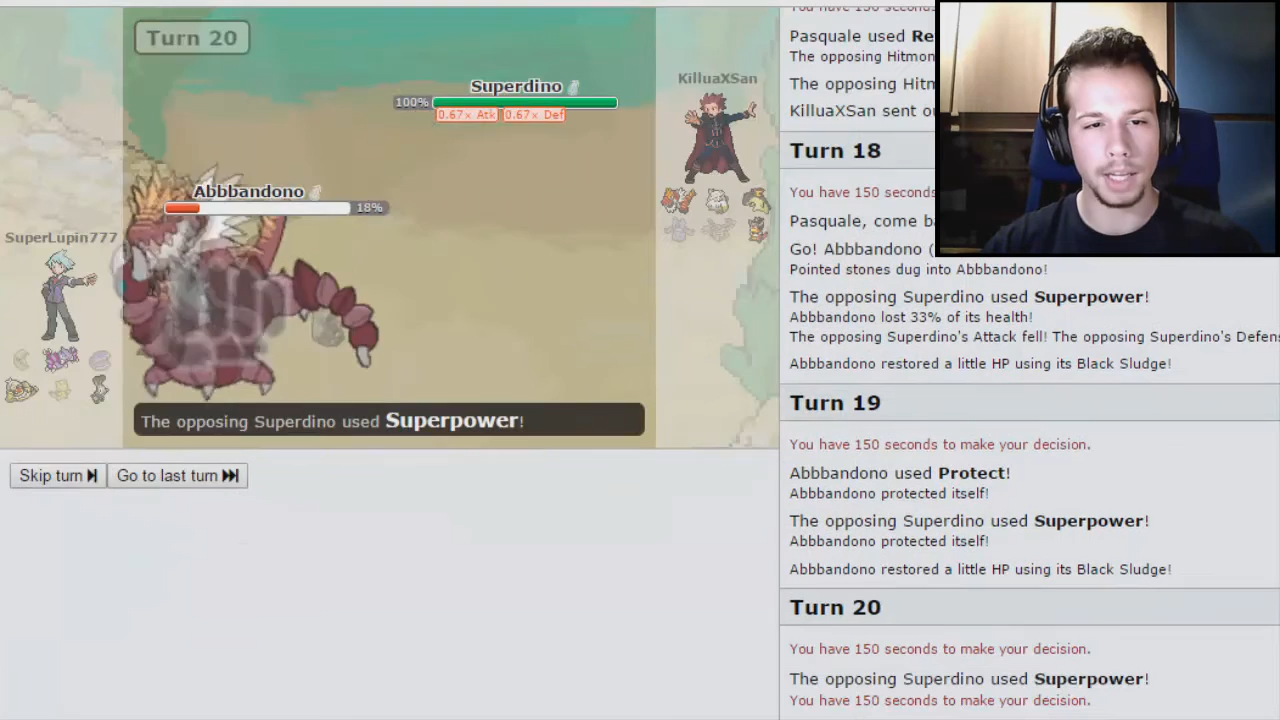 Turn 20
Superdino
100%
0.67× Atk 0.67× Def
Abbbandono
18%
SuperLupin777
KilluaXSan
The opposing Superdino used Superpower!
Skip turn
Go to last turn
Pasquale used Re
The opposing Hitmon
The opposing Hitr
KilluaXSan sent o
Turn 18
You have 150 seconds
Pasquale, come b
Go! Abbbandono (
Pointed stones dug into Abbbandono!
The opposing Superdino used Superpower!
Abbbandono lost 33% of its health!
The opposing Superdino's Attack fell! The opposing Superdino's Defens
Abbbandono restored a little HP using its Black Sludge!
Turn 19
You have 150 seconds to make your decision.
Abbbandono used Protect!
Abbbandono protected itself!
The opposing Superdino used Superpower!
Abbbandono protected itself!
Abbbandono restored a little HP using its Black Sludge!
Turn 20
You have 150 seconds to make your decision.
The opposing Superdino used Superpower!
You have 150 seconds to make your decision.